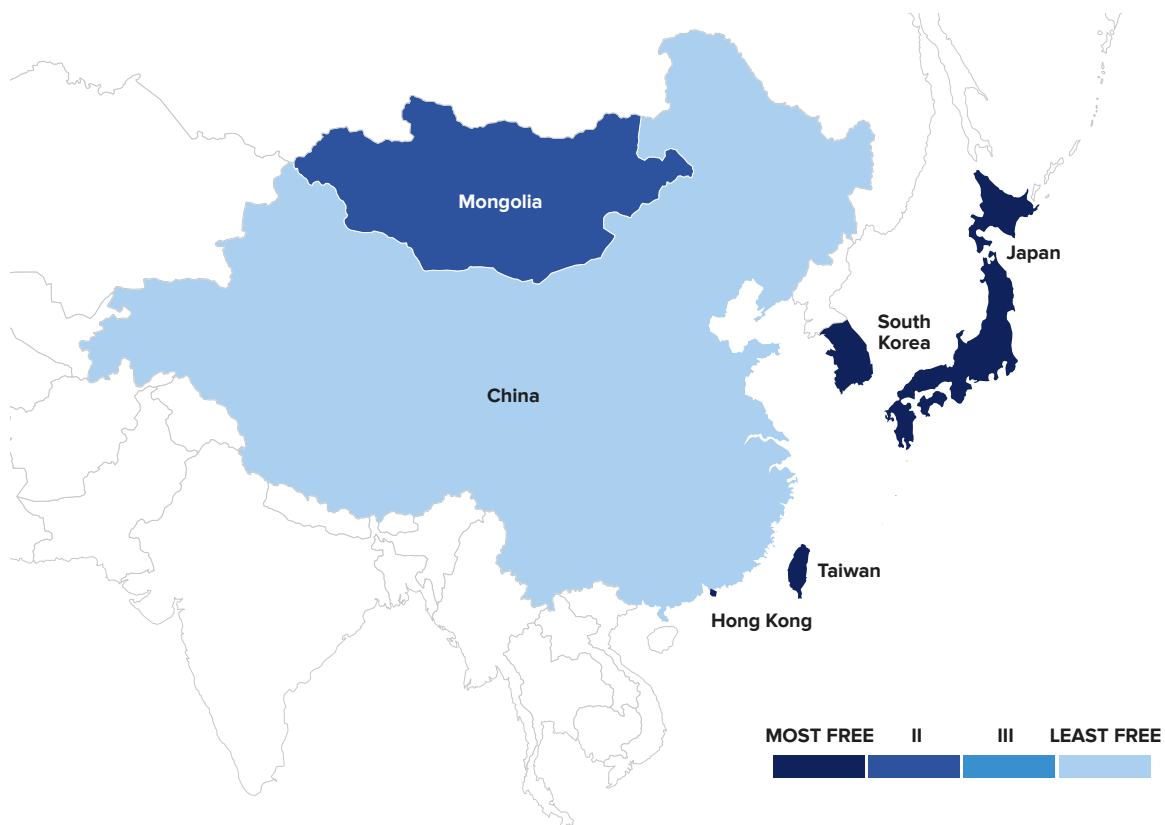 Mongolia
Japan
South
Korea
China
Taiwan
Hong Kong
MOST FREE II III LEAST FREE